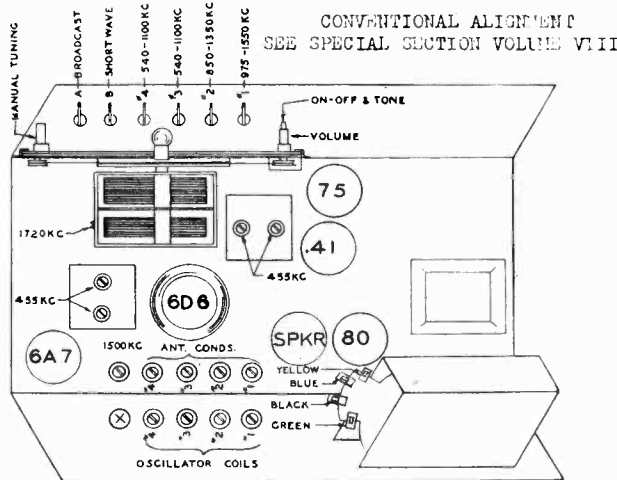 CONVENTIONAL ALIGNMENT
SEE SPECIAL SECTION VOLUME VIII
MANUAL TUNING
A-BROADCAST
B-SHORT WAVE
#4 540-1100KC
#3 540-1100KC
#2 850-1350KC
#1 975-1550KC
ON-OFF & TONE
VOLUME
1720KC
75
41
455KC
455KC
6D6
6A7
1500KC
ANT. CONDS.
SPKR
80
YELLOW
BLUE
BLACK
GREEN
#4 #3 #2 #1
#4 #3 #2 #1
OSCILLATOR COILS